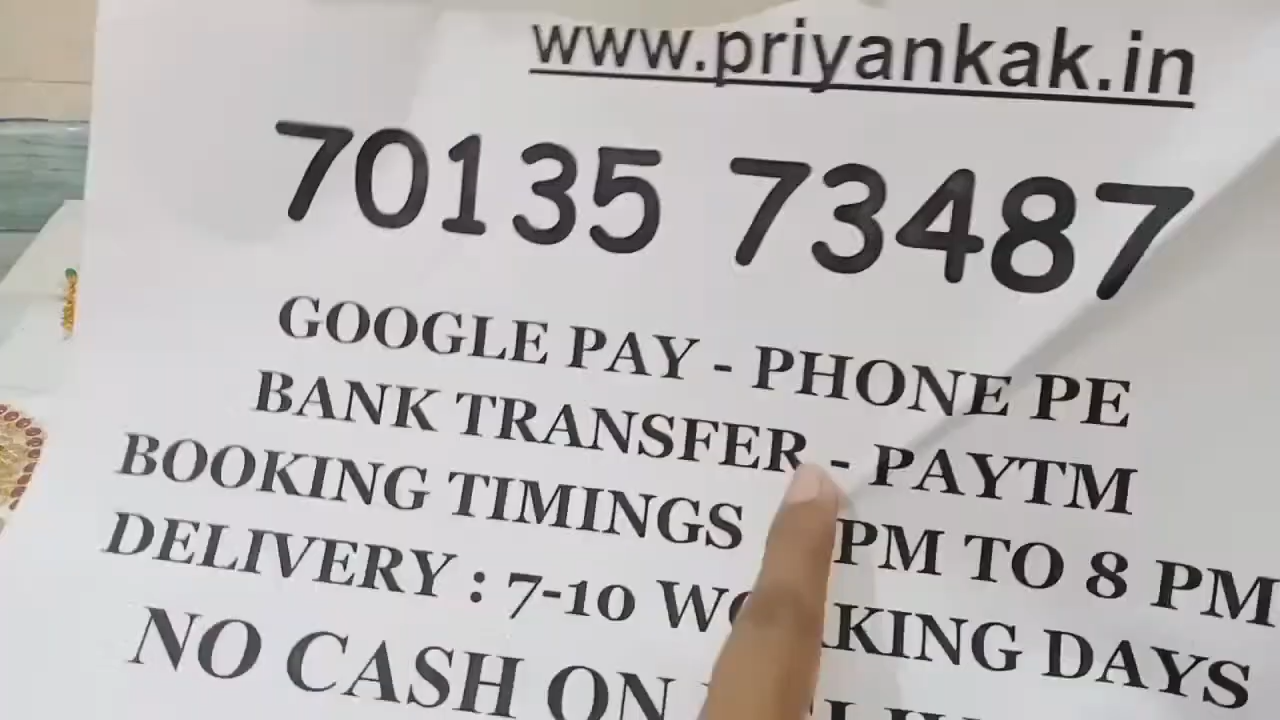 www.priyankak.in
70135 73487
GOOGLE PAY - PHONE PE
BANK TRANSFER - PAYTM
BOOKING TIMINGS PM TO 8 PM
DELIVERY : 7-10 WORKING DAYS
NO CASH ON